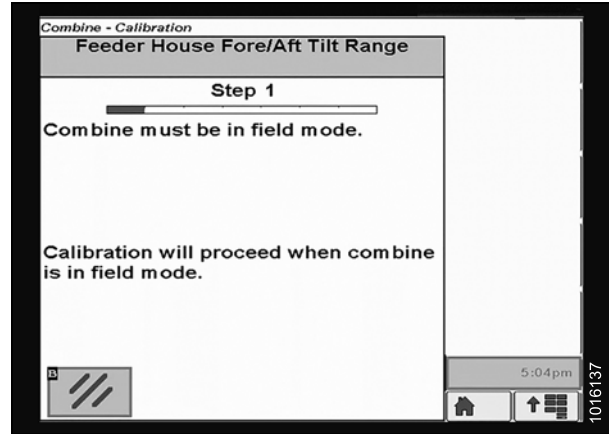 Combine - Calibration
Feeder House Fore/Aft Tilt Range
Step 1
Combine must be in field mode.
Calibration will proceed when combine
is in field mode.
B
5:04pm
1016137